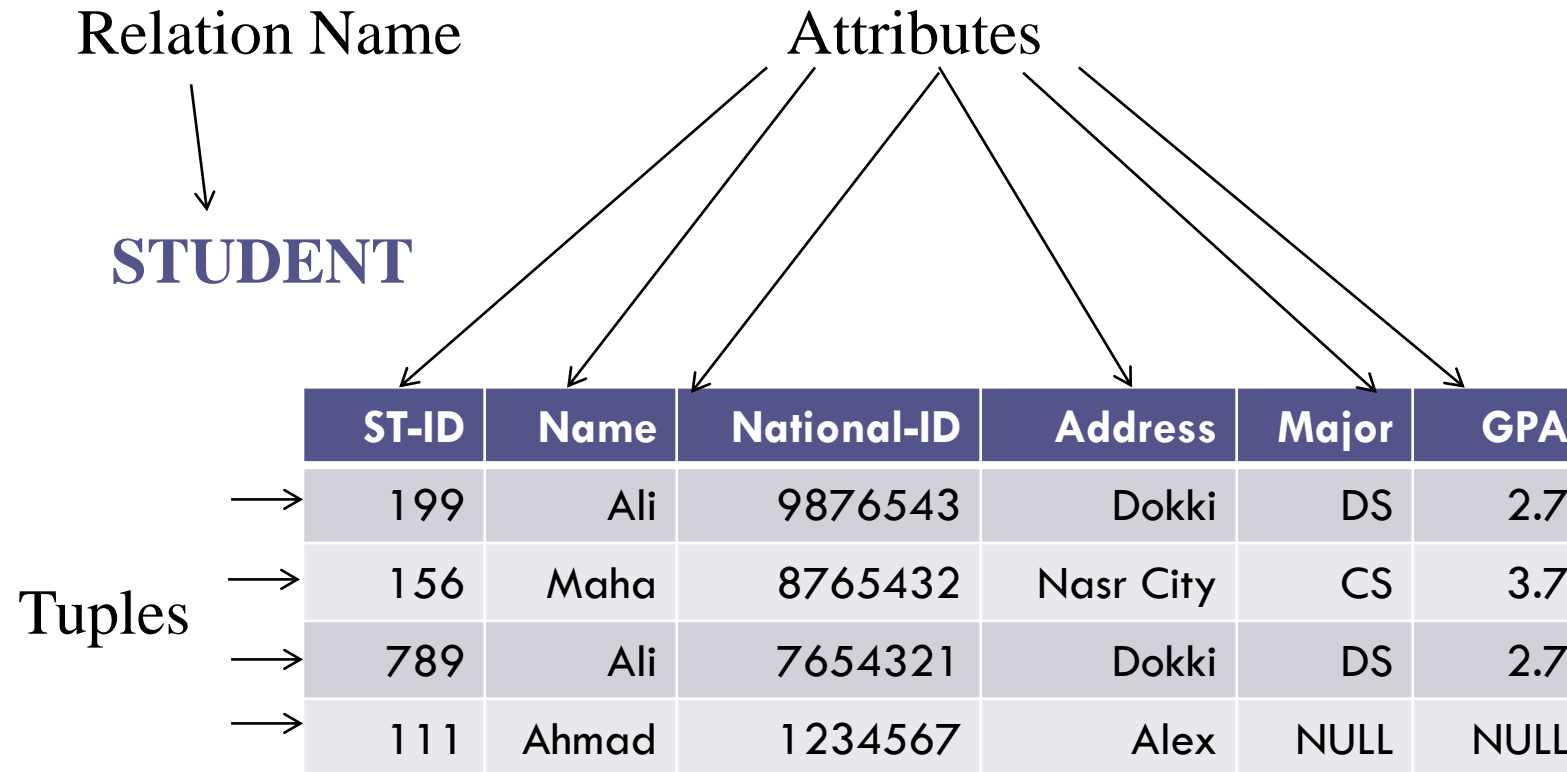 Relation Name
Attributes
STUDENT
ST-ID Name National-ID Address Major GPA
199 Ali 9876543 Dokki DS 2.7
156 Maha 8765432 Nasr City CS 3.7
Tuples
789 Ali 7654321 Dokki DS 2.7
111 Ahmad 1234567 Alex NULL NULL